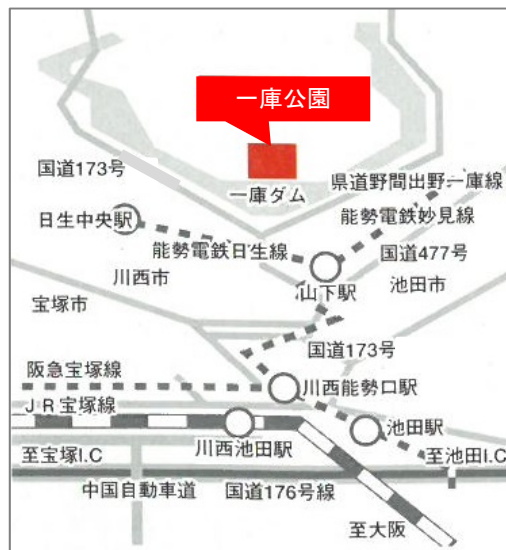 一庫公園
国道173号
一庫ダム
県道野間出野一庫線
日生中央駅
能勢電鉄妙見線
能勢電鉄日生線
国道477号
川西市
山下駅
池田市
宝塚市
国道173号
阪急宝塚線
川西能勢口駅
JR宝塚線
池田駅
川西池田駅
至宝塚I.C
至池田I.C
中国自動車道
国道176号線
至大阪